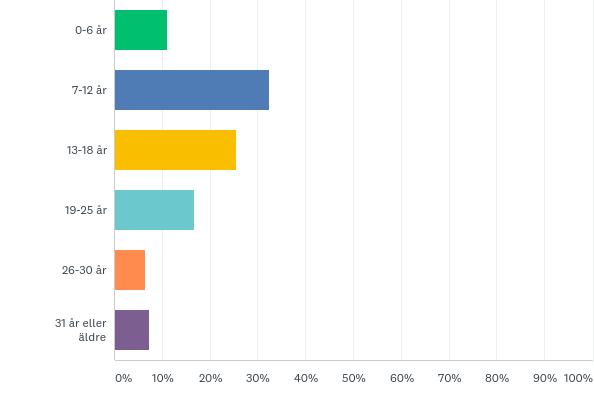 0-6 år
7-12 år
13-18 år
19-25 år
26-30 år
31 år eller
äldre
0% 10% 20% 30% 40% 50% 60% 70% 80% 90% 100%